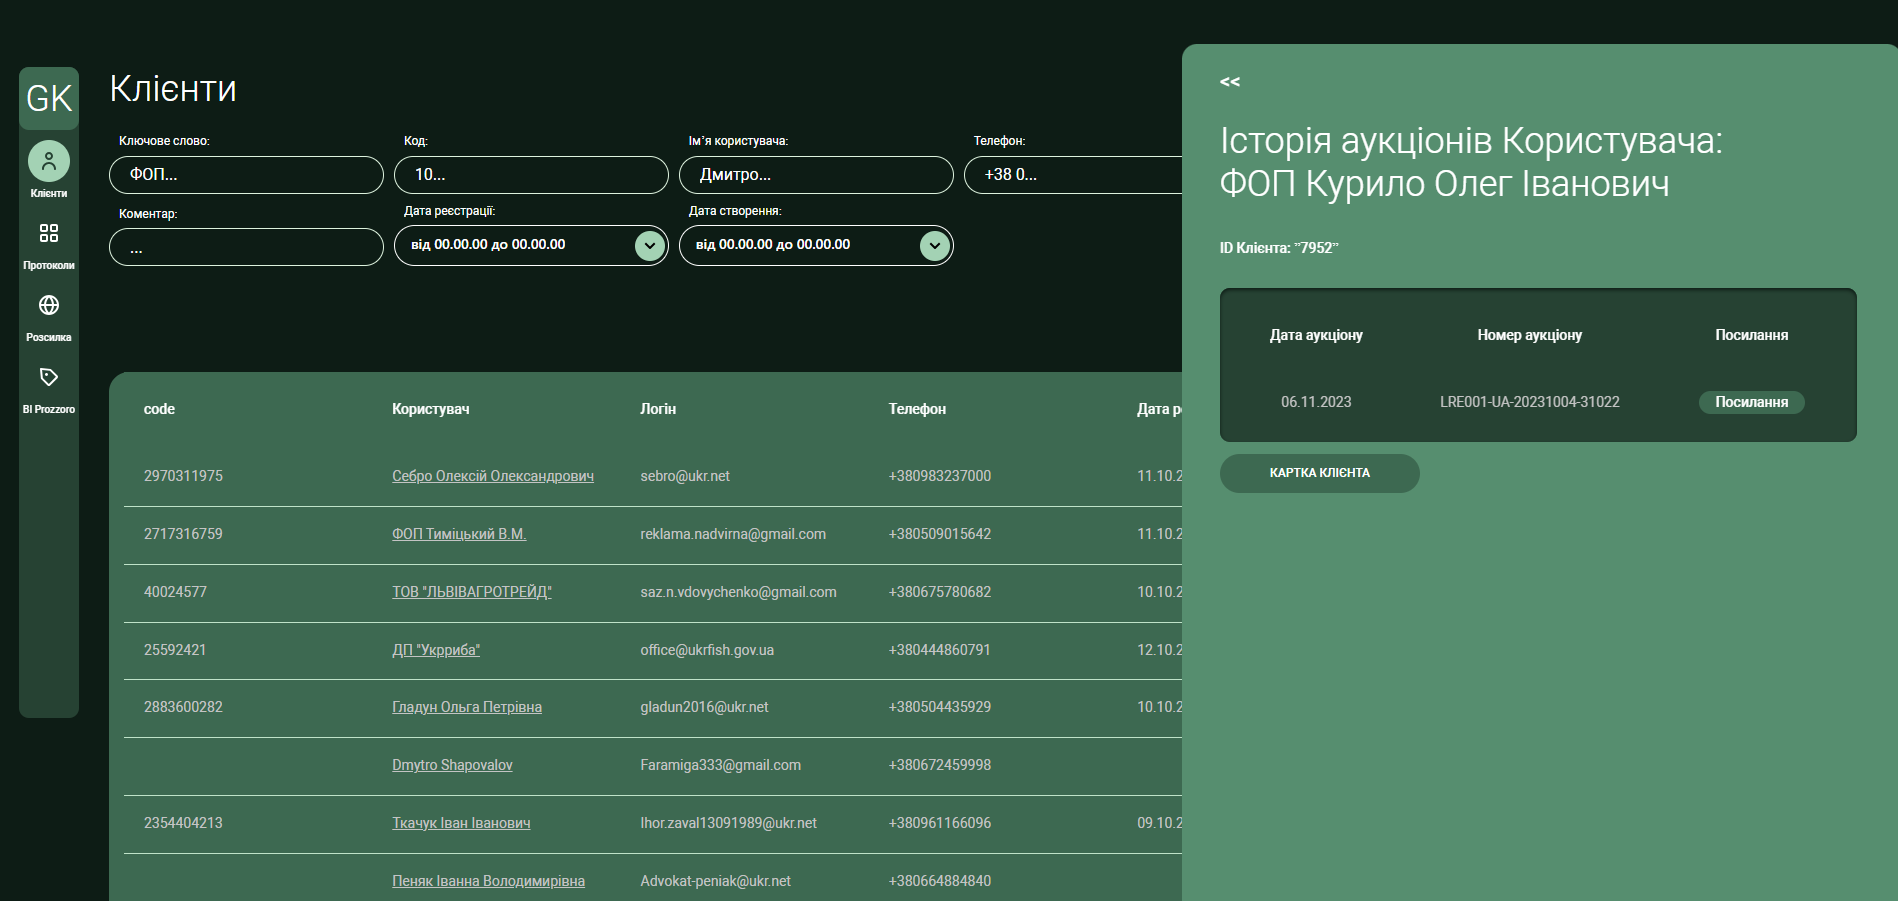 GK
Клієнти
Протоколи
Розсилка
BI Prozzoro
Клієнти
Ключове слово:
ФОП...
Код:
10...
Ім'я користувача:
Дмитро...
Телефон:
+38 0...
Коментар:
...
Дата реєстрації:
від 00.00.00 до 00.00.00
Дата створення:
від 00.00.00 до 00.00.00
code Користувач Логін Телефон
2970311975 Себро Олексій Олександрович sebro@ukr.net +380983237000 11.10.2
2717316759 ФОП Тиміцький В.М. reklama.nadvirna@gmail.com +380509015642 11.10.2
40024577 ТОВ "ЛЬВІВАГРОТРЕЙД" saz.n.vdovychenko@gmail.com +380675780682 10.10.2
25592421 ДП "Укрриба" office@ukrfish.gov.ua +380444860791 12.10.2
2883600282 Гладун Ольга Петрівна gladun2016@ukr.net +380504435929 10.10.2
Dmytro Shapovalov Faramiga333@gmail.com +380672459998
2354404213 Ткачук Іван Іванович Ihor.zaval13091989@ukr.net +380961166096 09.10.2
Пеняк Іванна Володимирівна Advokat-peniak@ukr.net +380664884840
<<
Історія аукціонів Користувача:
ФОП Курило Олег Іванович
ID Клієнта: ”7952”
Дата аукціону Номер аукціону Посилання
06.11.2023 LRE001-UA-20231004-31022 Посилання
КАРТКА КЛІЄНТА